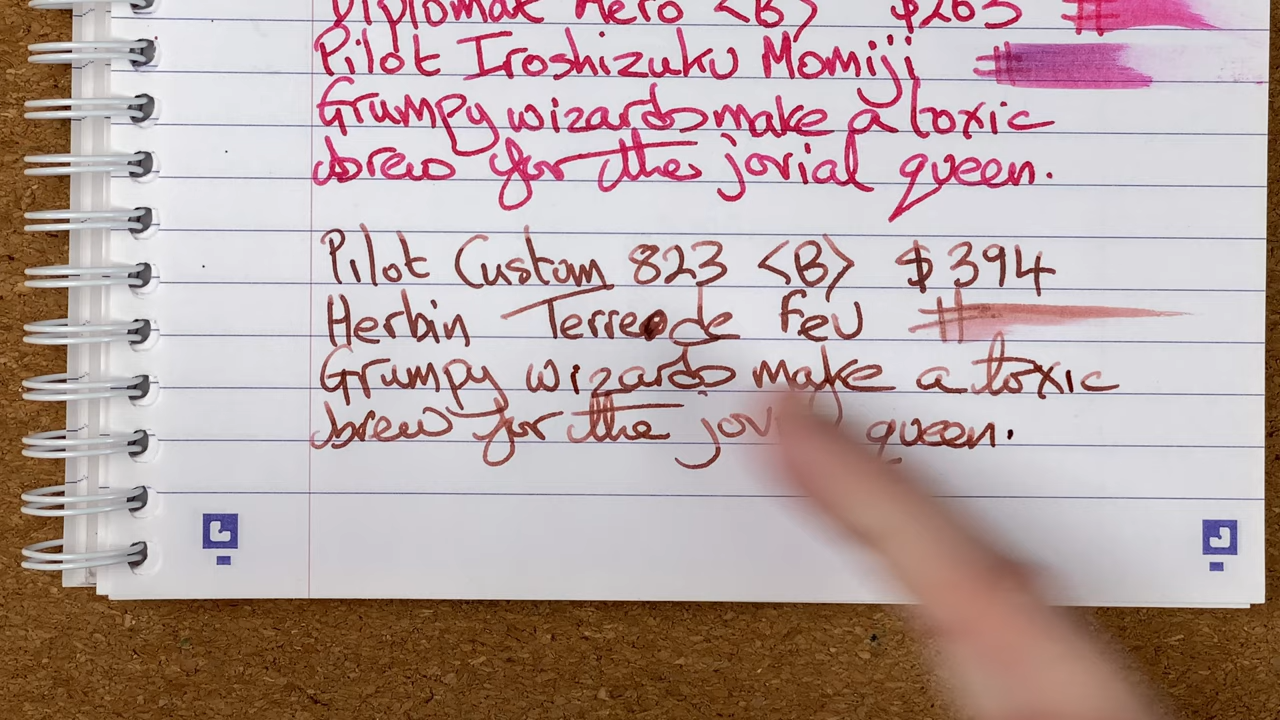 Diplomat Aero <B> $263
Pilot Iroshizuku Momiji
Grumpy wizards make a toxic
brew for the jovial queen.
Pilot Custom 823 <B> $394
Herbin Terre de Feu
Grumpy wizards make a toxic
brew for the queen.